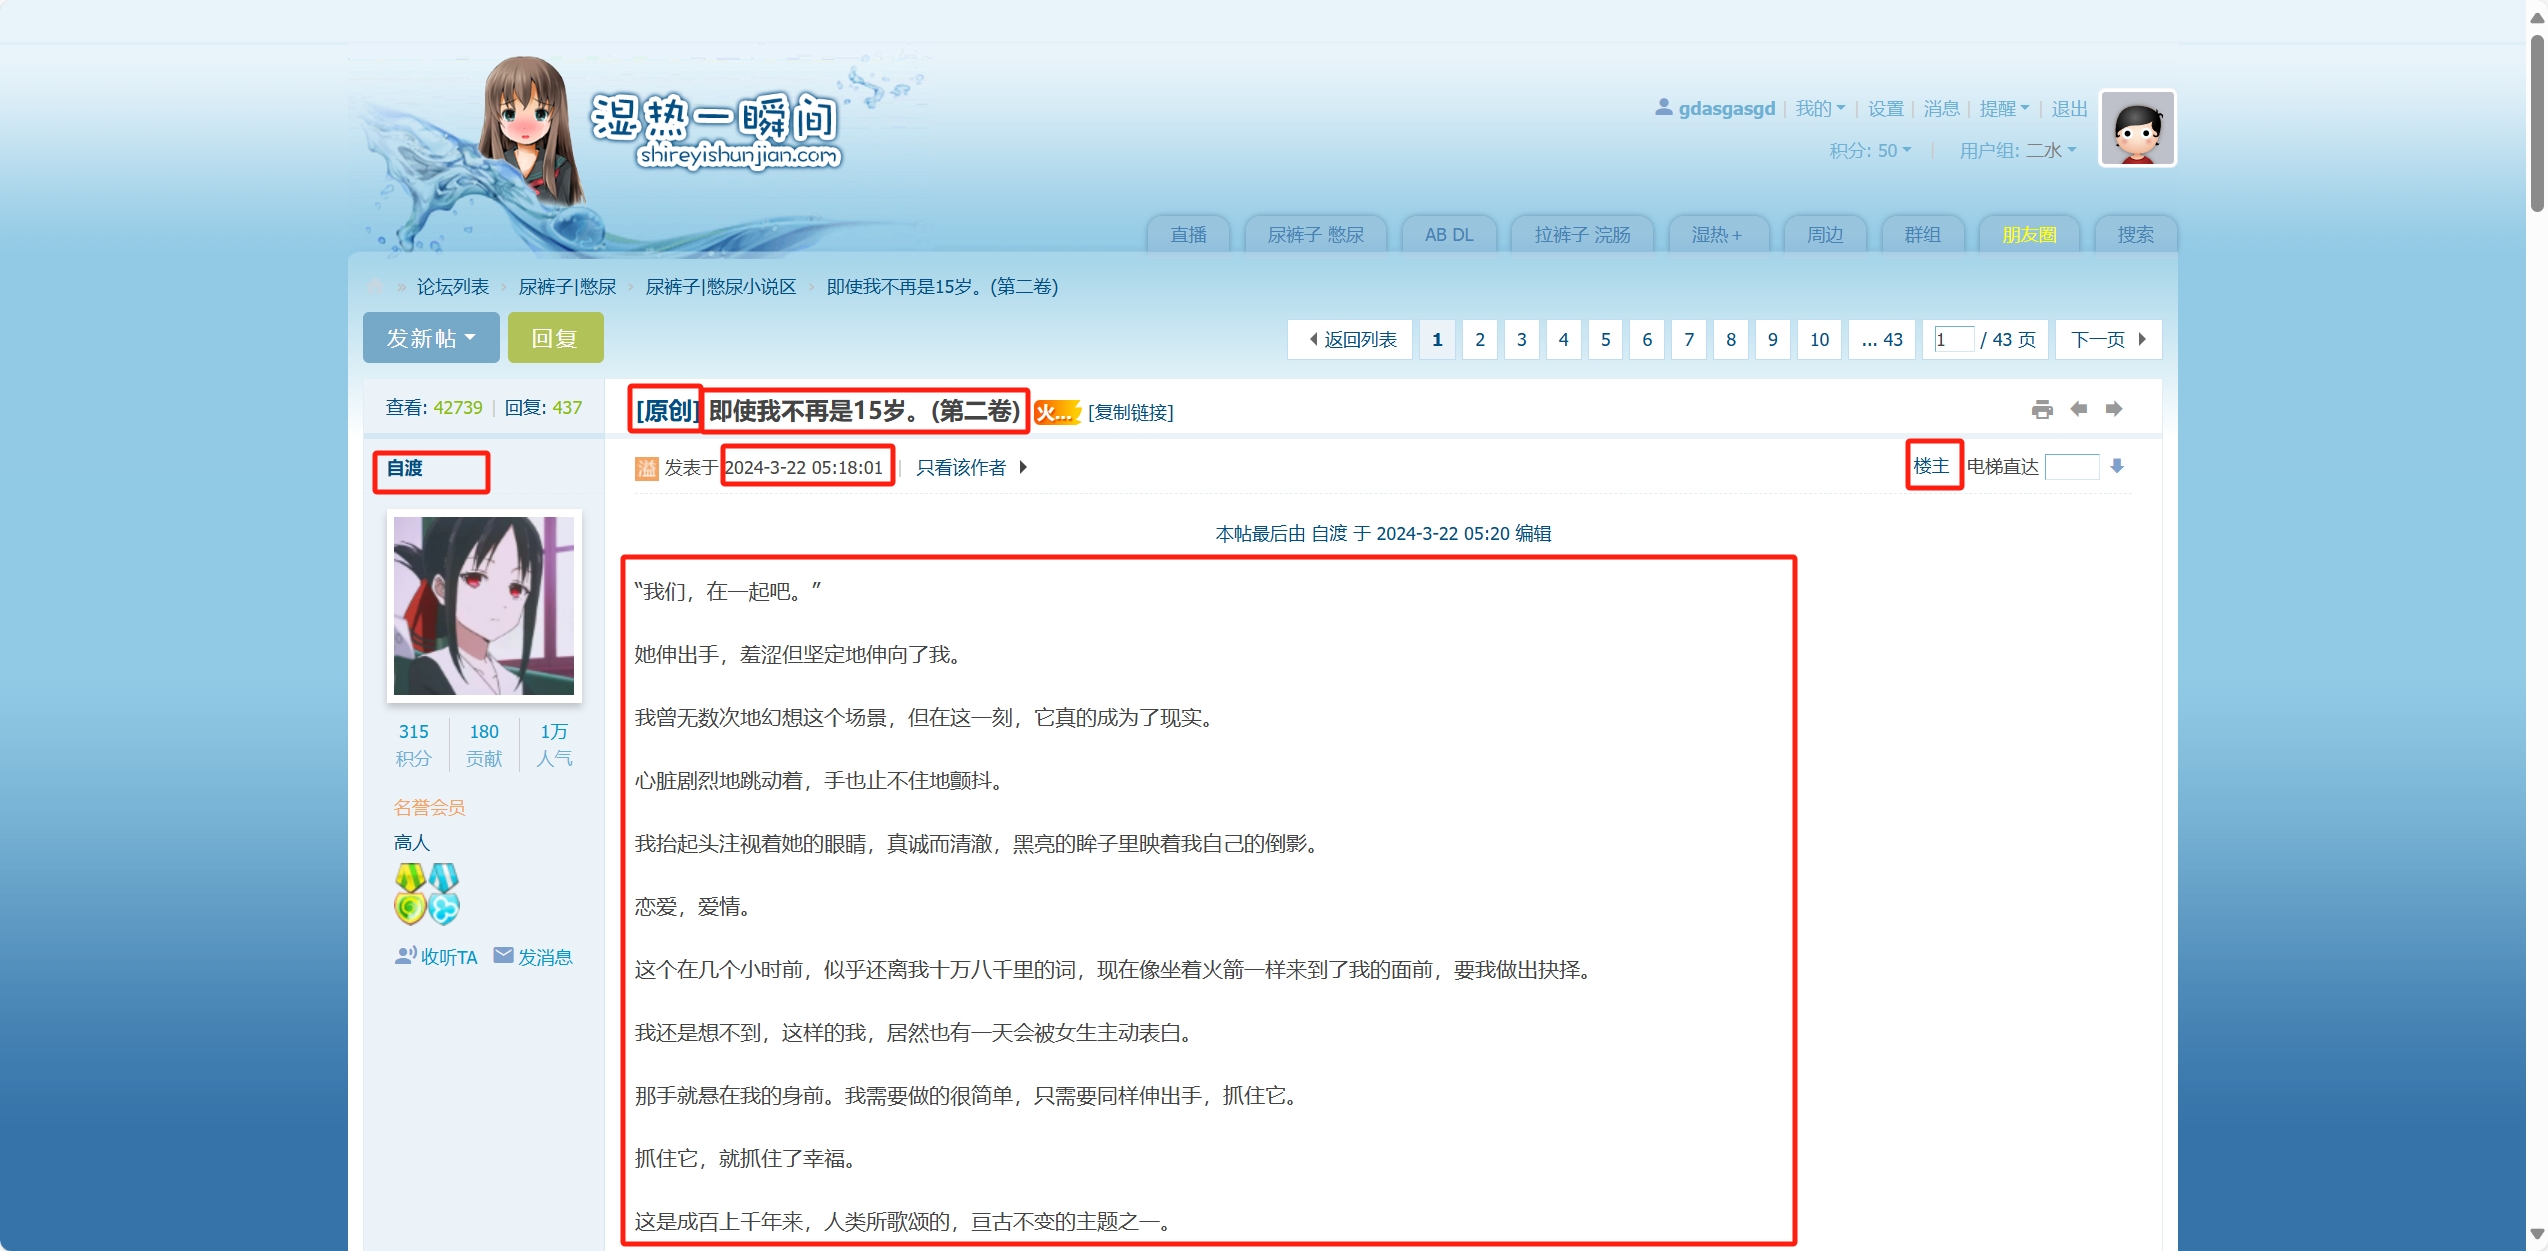 湿热一瞬间
shireyishunjian.com
gdasgasgd | 我的 | 设置 | 消息 | 提醒 | 退出
积分: 50 | 用户组: 二水
直播 尿裤子 憋尿 AB DL 拉裤子 浣肠 湿热+ 周边 群组 朋友圈 搜索
» 论坛列表 › 尿裤子|憋尿 › 尿裤子|憋尿小说区 › 即使我不再是15岁。(第二卷)
发新帖 回复 返回列表 1 2 3 4 5 6 7 8 9 10 ... 43 1 / 43 页 下一页
查看: 42739 | 回复: 437 [原创] 即使我不再是15岁。(第二卷) 火... [复制链接]
自渡 溢 发表于 2024-3-22 05:18:01 | 只看该作者 楼主 电梯直达
本帖最后由 自渡 于 2024-3-22 05:20 编辑
315 180 1万
积分 贡献 人气
名誉会员
高人
收听TA 发消息
“我们，在一起吧。”
她伸出手，羞涩但坚定地伸向了我。
我曾无数次地幻想这个场景，但在这一刻，它真的成为了现实。
心脏剧烈地跳动着，手也止不住地颤抖。
我抬起头注视着她的眼睛，真诚而清澈，黑亮的眸子里映着我自己的倒影。
恋爱，爱情。
这个在几个小时前，似乎还离我十万八千里的词，现在像坐着火箭一样来到了我的面前，要我做出抉择。
我还是想不到，这样的我，居然也有一天会被女生主动表白。
那手就悬在我的身前。我需要做的很简单，只需要同样伸出手，抓住它。
抓住它，就抓住了幸福。
这是成百上千年来，人类所歌颂的，亘古不变的主题之一。